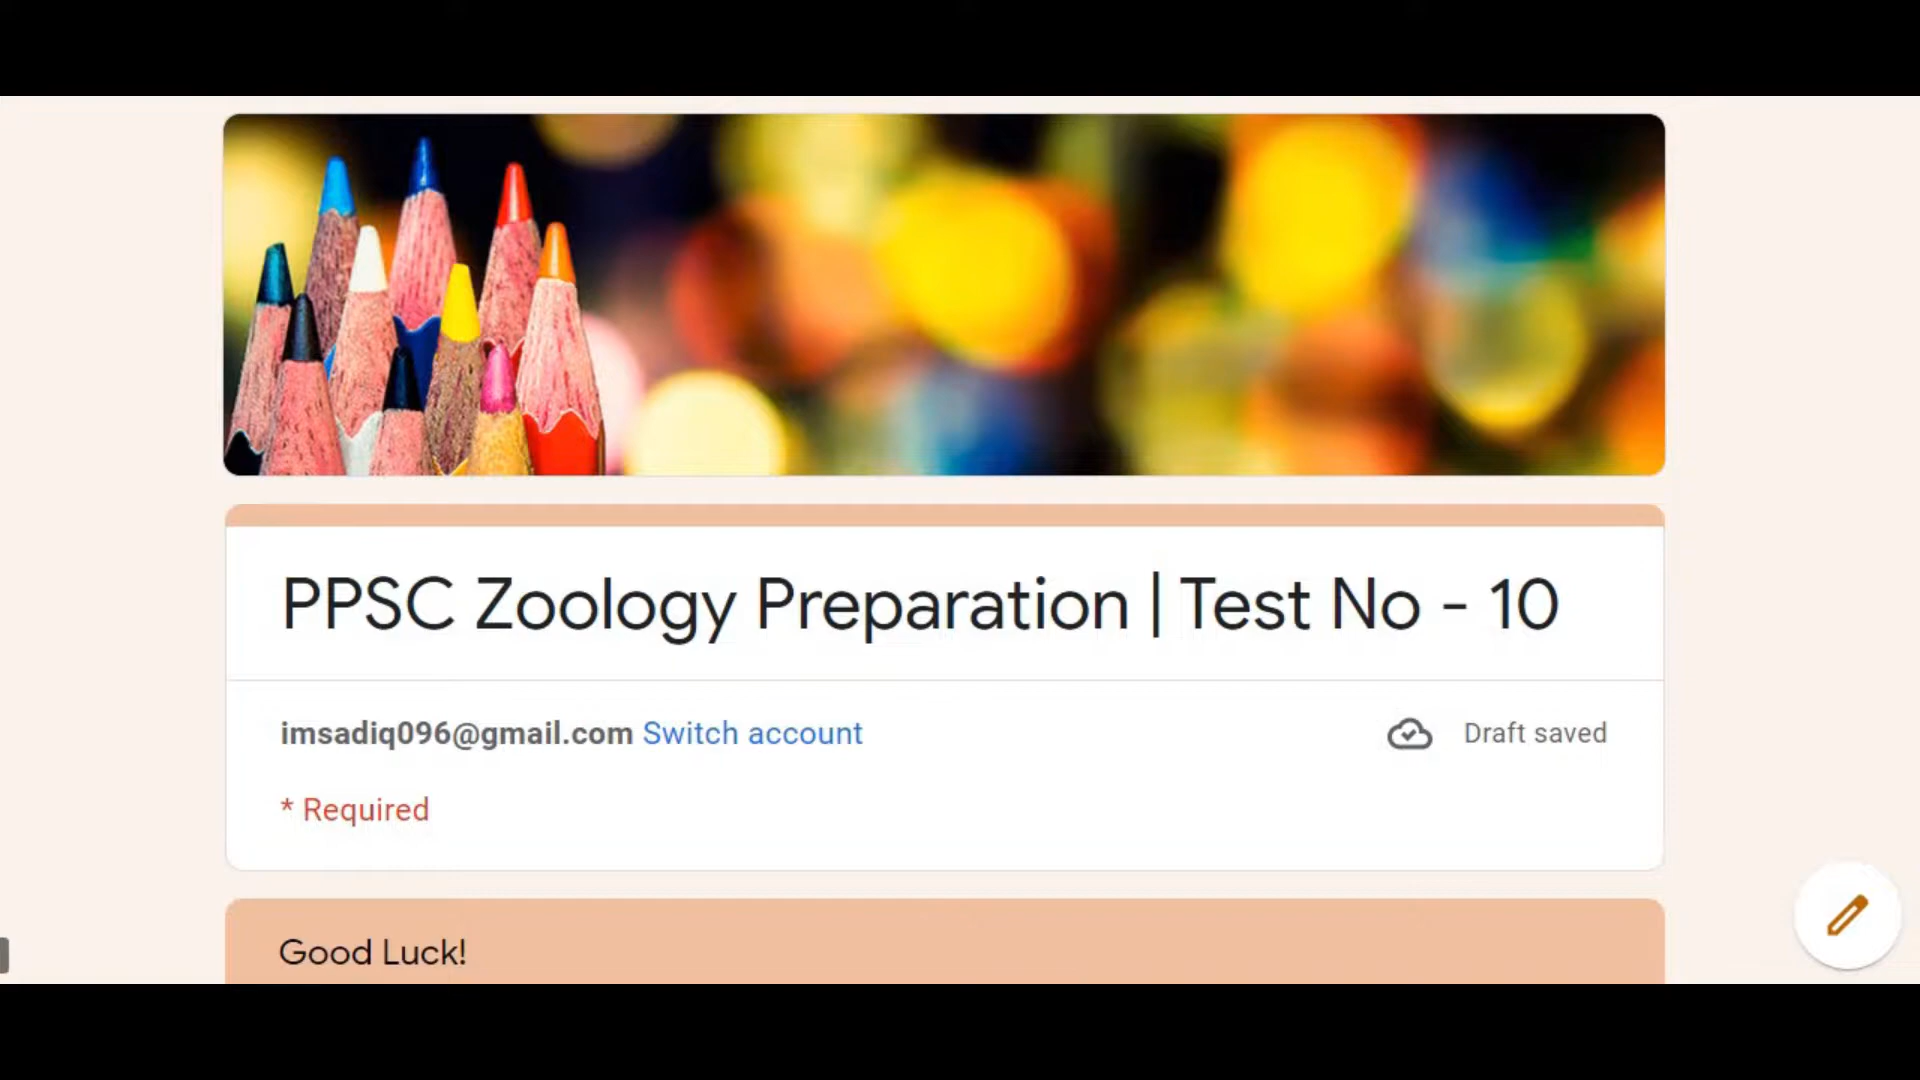 PPSC Zoology Preparation | Test No - 10
imsadiq096@gmail.com Switch account
Draft saved
* Required
Good Luck!